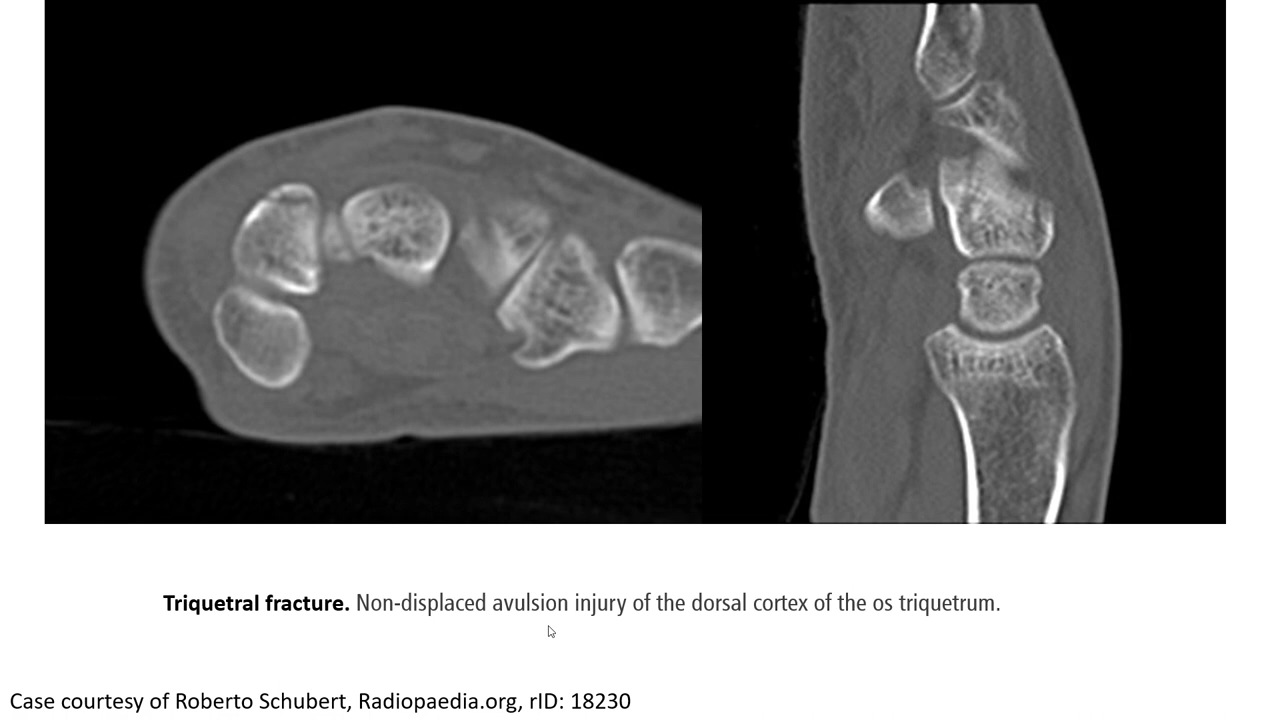 Triquetral fracture. Non-displaced avulsion injury of the dorsal cortex of the os triquetrum.
Case courtesy of Roberto Schubert, Radiopaedia.org, rID: 18230